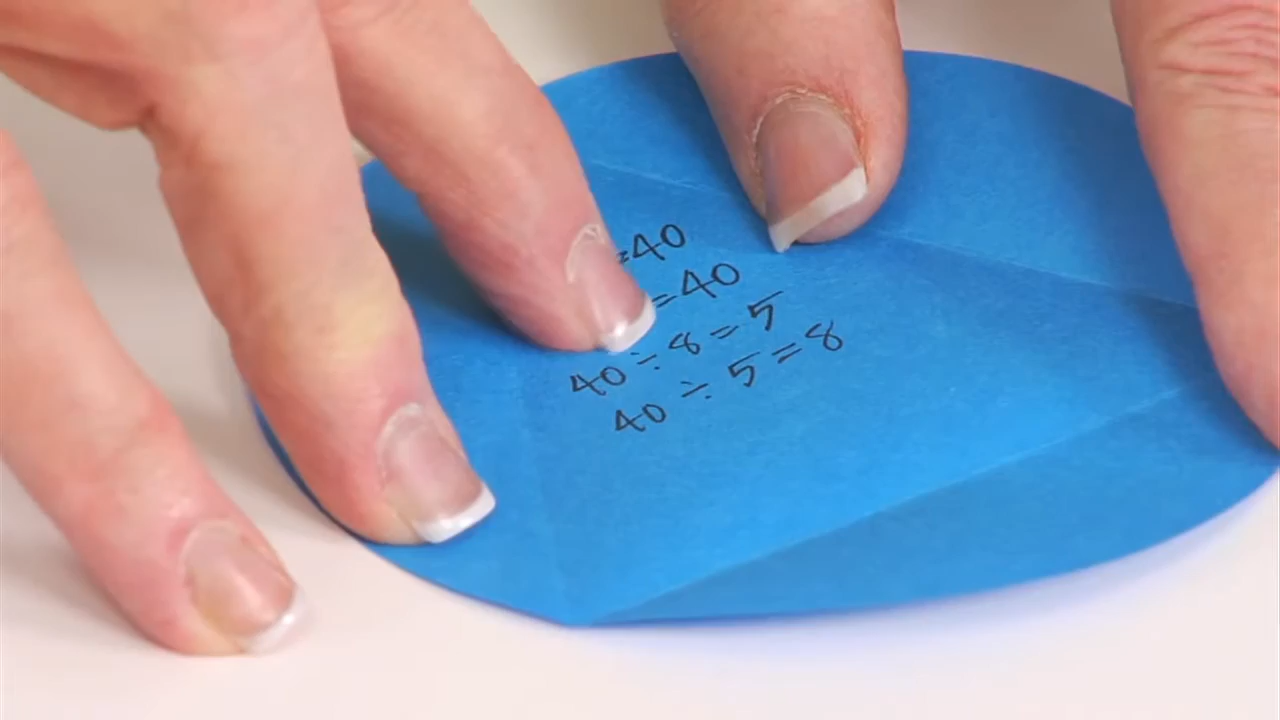 =40
=40
40 ÷ 8 = 5
40 ÷ 5 = 8